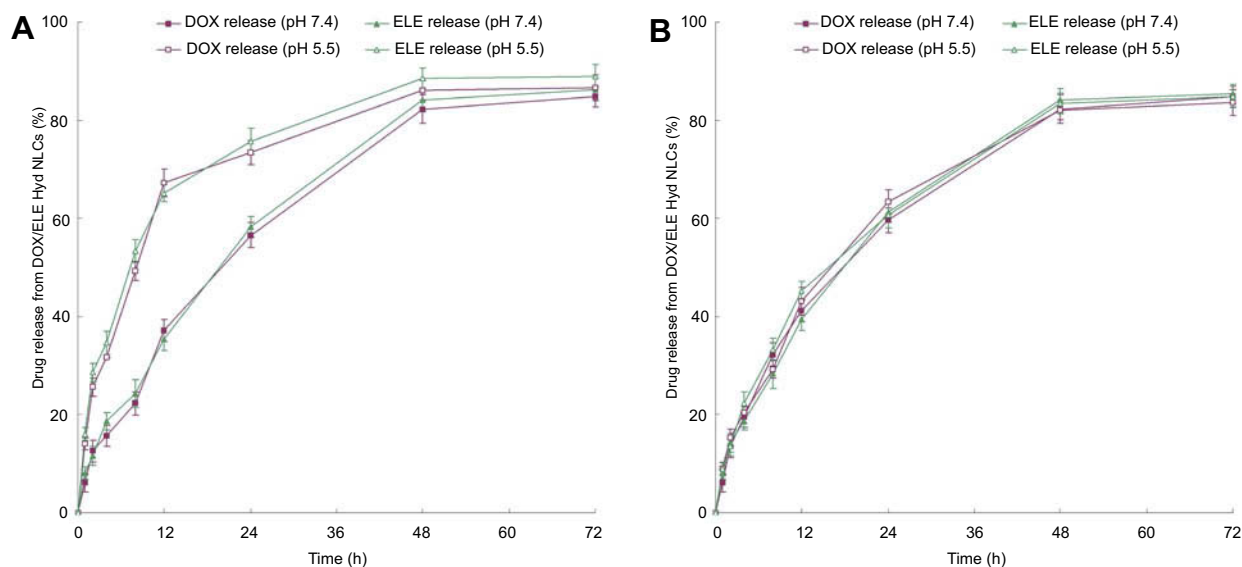 A
DOX release (pH 7.4)
ELE release (pH 7.4)
DOX release (pH 5.5)
ELE release (pH 5.5)
Drug release from DOX/ELE Hyd NLCs (%)
100
80
60
40
20
0
0 12 24 36 48 60 72
Time (h)
B
DOX release (pH 7.4)
ELE release (pH 7.4)
DOX release (pH 5.5)
ELE release (pH 5.5)
Drug release from DOX/ELE Hyd NLCs (%)
100
80
60
40
20
0
0 12 24 36 48 60 72
Time (h)